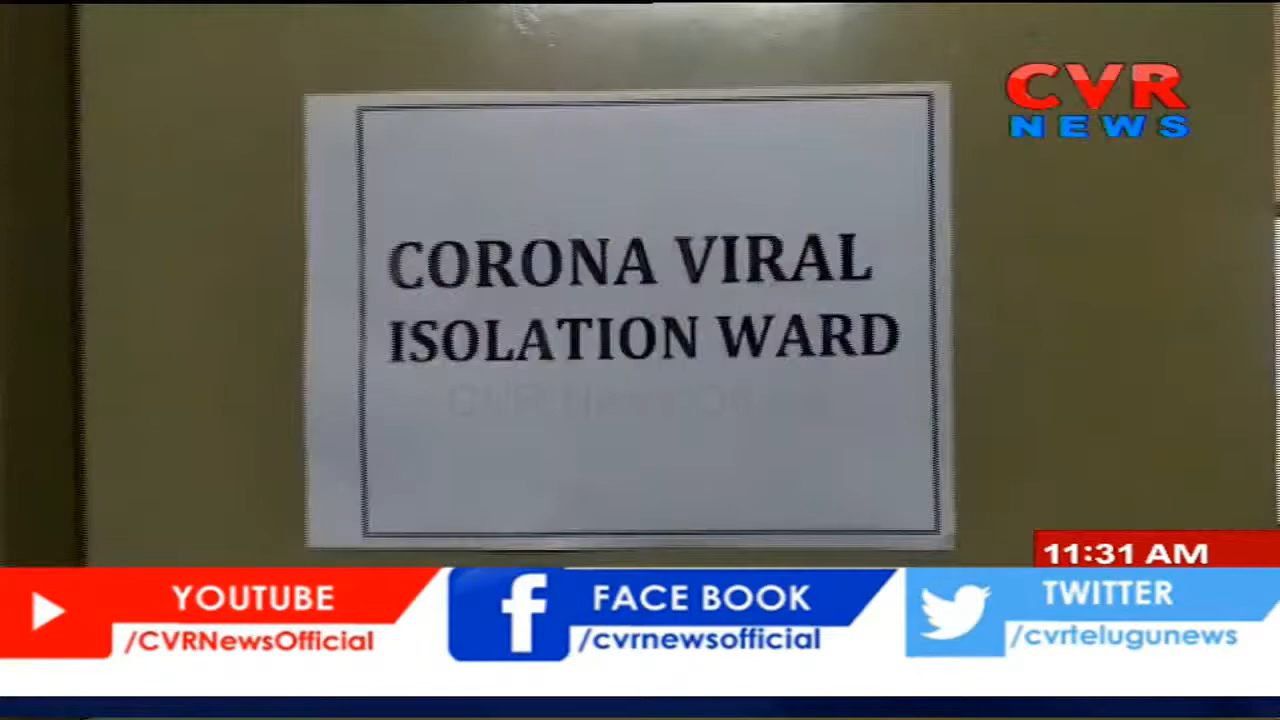 CVR
NEWS
CORONA VIRAL
ISOLATION WARD
11:31 AM
YOUTUBE
/CVRNewsOfficial
FACE BOOK
/cvrnewsofficial
TWITTER
/cvrtelugunews